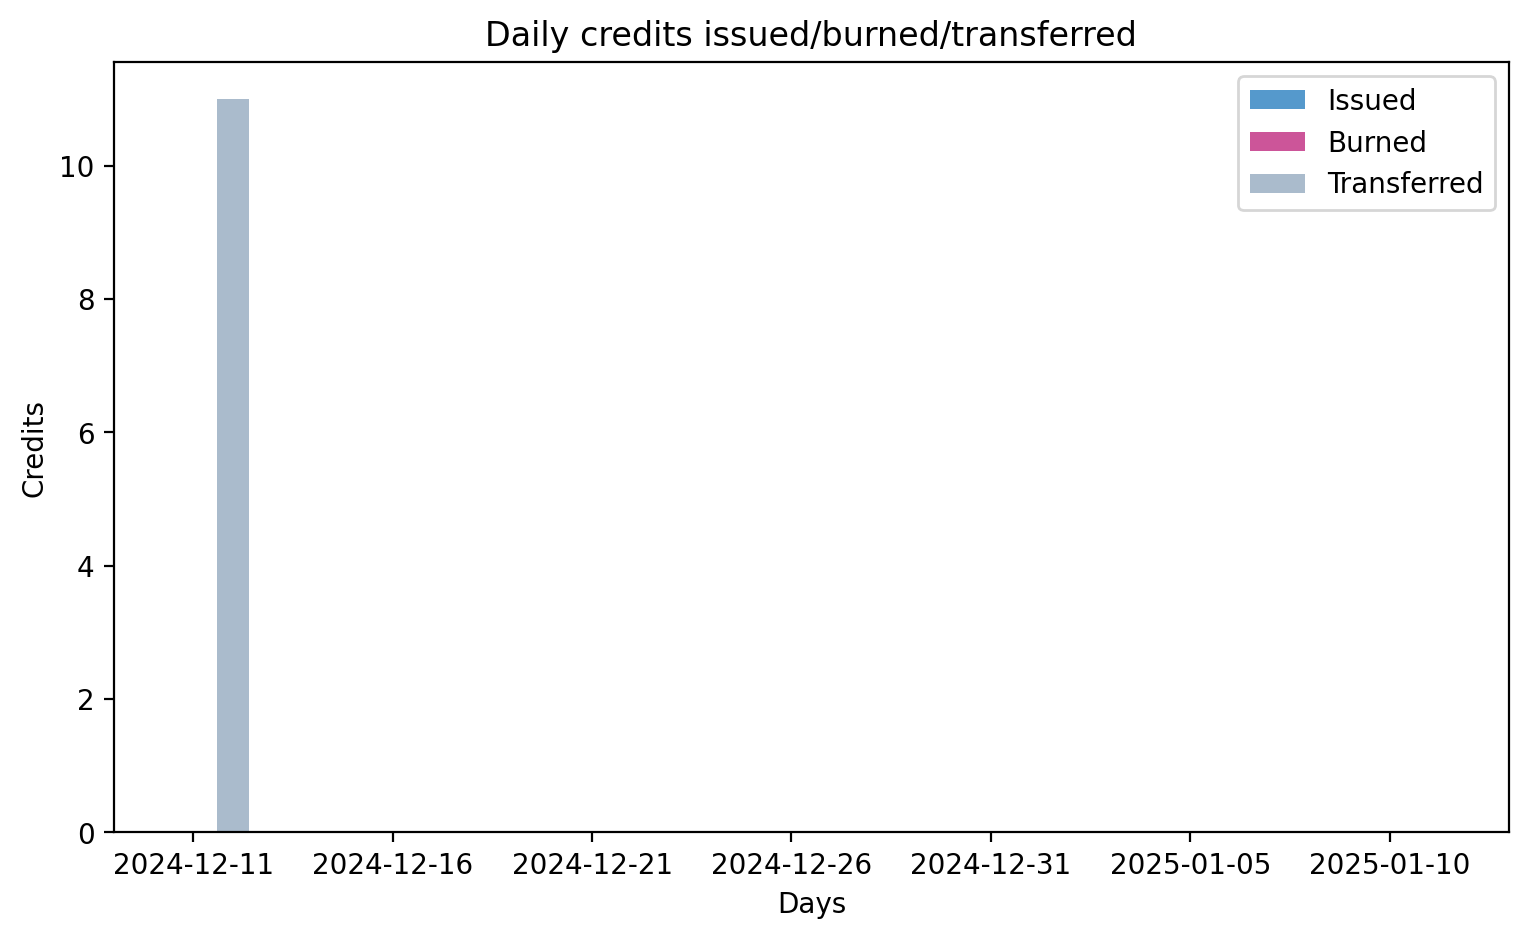 Daily credits issued/burned/transferred
Issued
Burned
Transferred
10
8
6
4
2
0
Credits
2024-12-11 2024-12-16 2024-12-21 2024-12-26 2024-12-31 2025-01-05 2025-01-10
Days